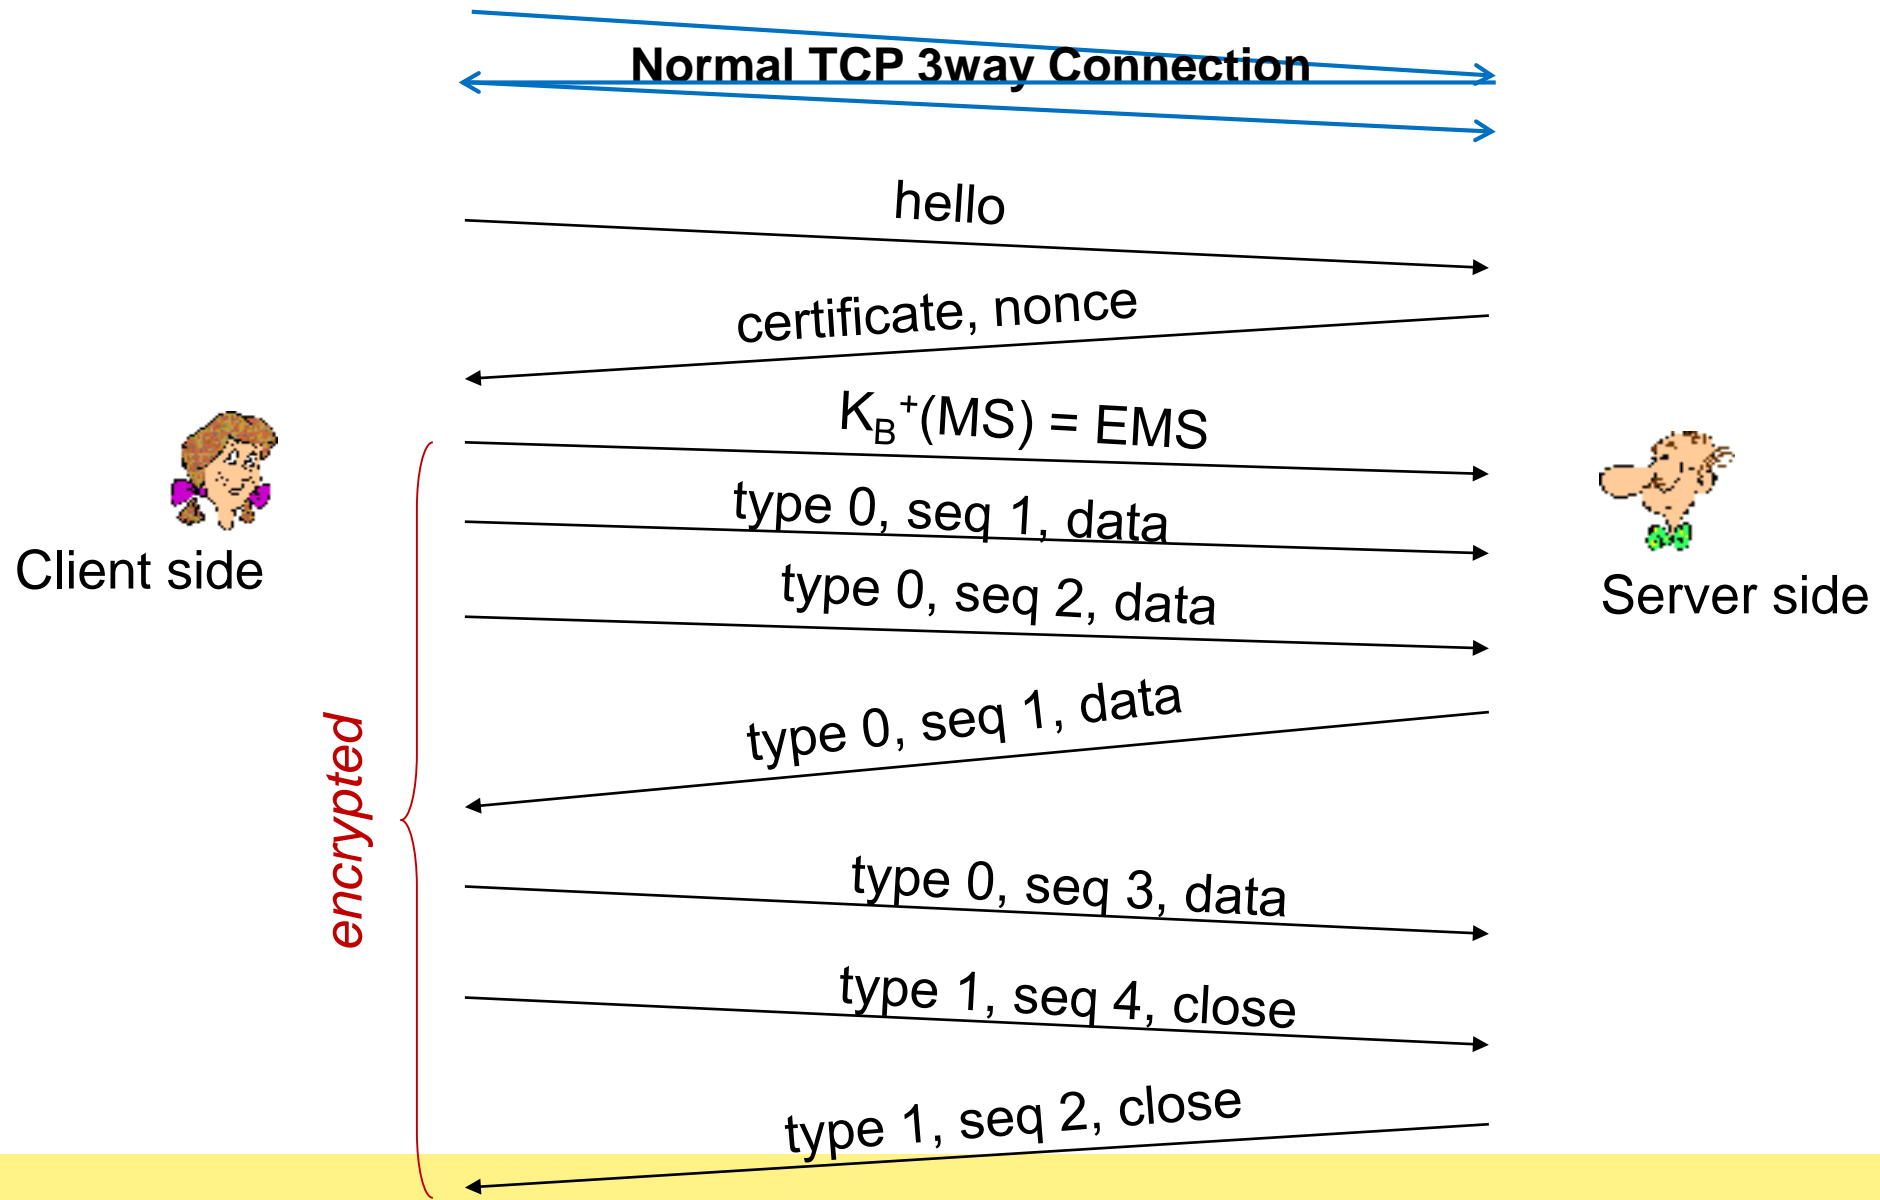 Normal TCP 3way Connection
hello
certificate, nonce
K_B^+(MS) = EMS
type 0, seq 1, data
Client side
type 0, seq 2, data
Server side
type 0, seq 1, data
encrypted
type 0, seq 3, data
type 1, seq 4, close
type 1, seq 2, close